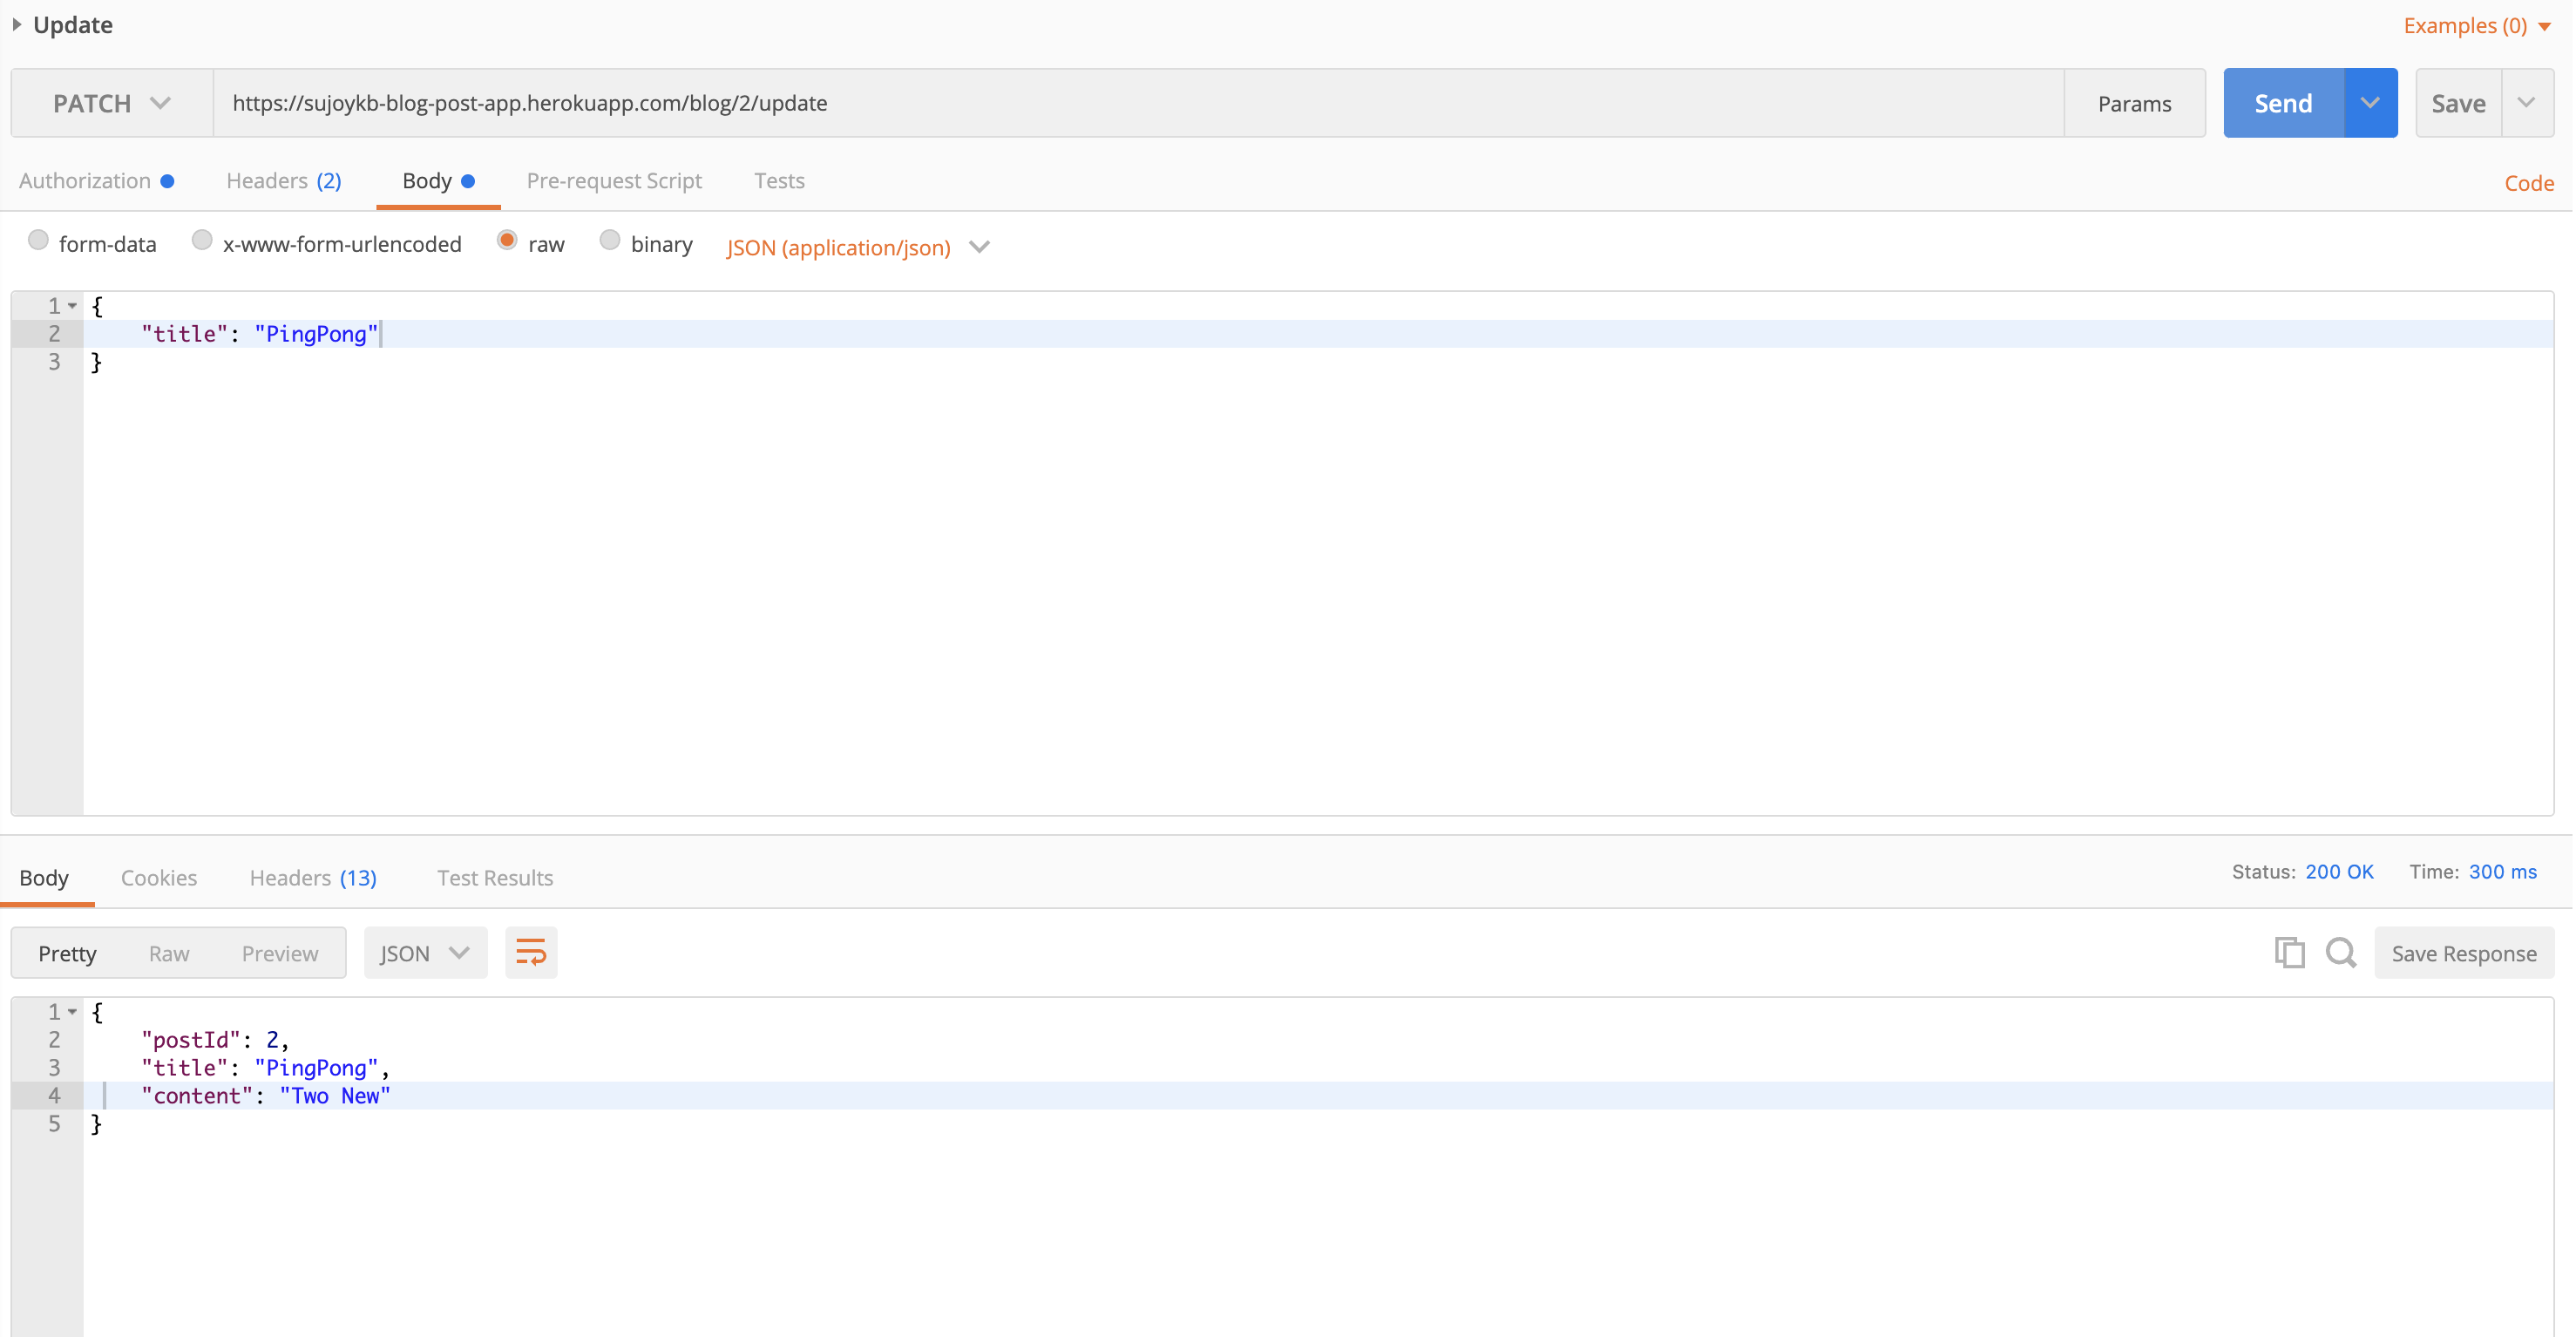 Update
Examples (0)
PATCH
https://sujoykb-blog-post-app.herokuapp.com/blog/2/update
Params
Send
Save
Authorization
Headers (2)
Body
Pre-request Script
Tests
Code
form-data
x-www-form-urlencoded
raw
binary
JSON (application/json)
1 {
2 "title": "PingPong"
3 }
Body
Cookies
Headers (13)
Test Results
Status: 200 OK
Time: 300 ms
Pretty
Raw
Preview
JSON
Save Response
1 {
2 "postId": 2,
3 "title": "PingPong",
4 "content": "Two New"
5 }